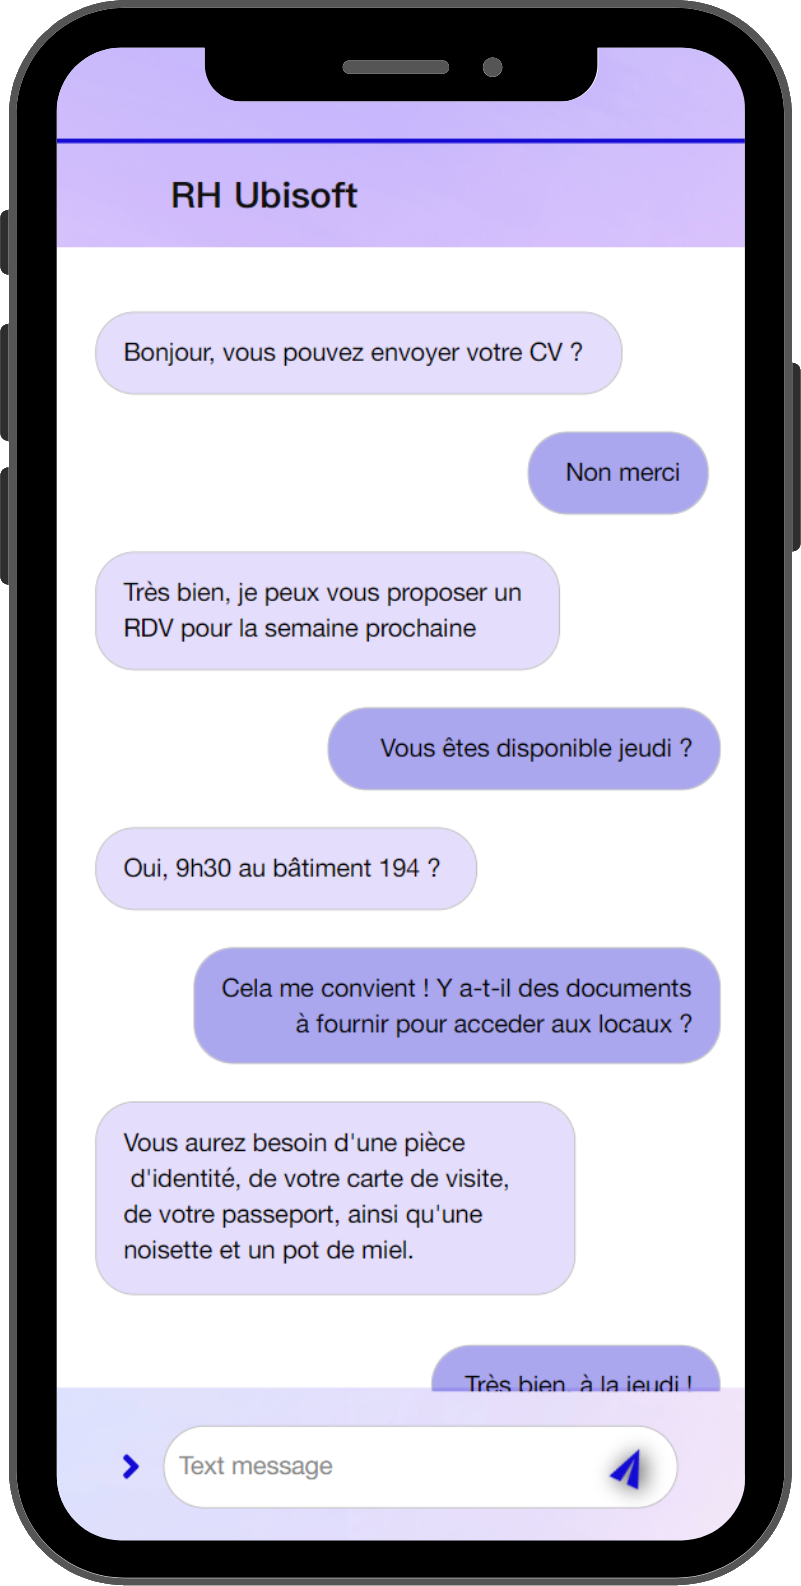 RH Ubisoft
Bonjour, vous pouvez envoyer votre CV ?
Non merci
Très bien, je peux vous proposer un
RDV pour la semaine prochaine
Vous êtes disponible jeudi ?
Oui, 9h30 au bâtiment 194 ?
Cela me convient ! Y a-t-il des documents
à fournir pour acceder aux locaux ?
Vous aurez besoin d'une pièce
d'identité, de votre carte de visite,
de votre passeport, ainsi qu'une
noisette et un pot de miel.
Très bien, à la jeudi !
Text message